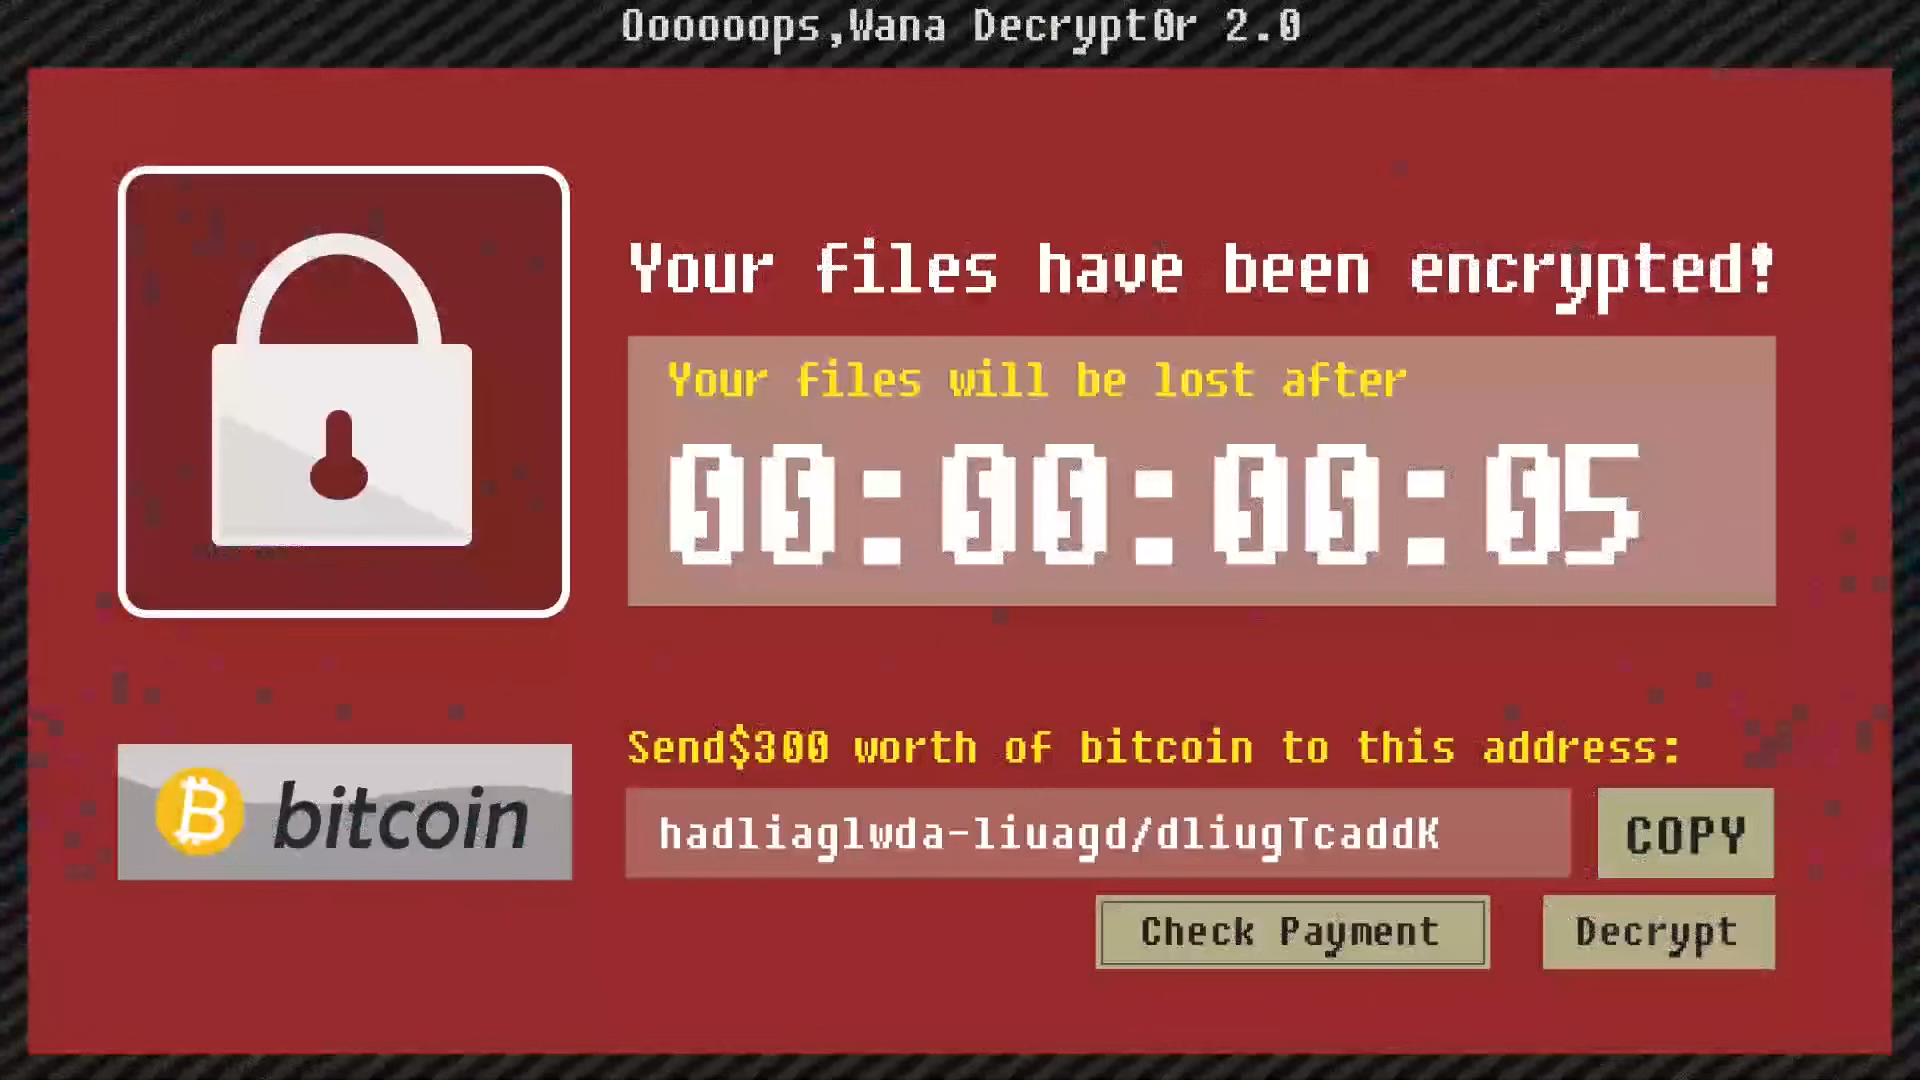 Oooooops,Wana Decrypt0r 2.0
Your files have been encrypted!
Your files will be lost after
00:00:00:05
Send$300 worth of bitcoin to this address:
bitcoin
hadliaglwda-liuagd/dliugTcaddK
COPY
Check Payment
Decrypt